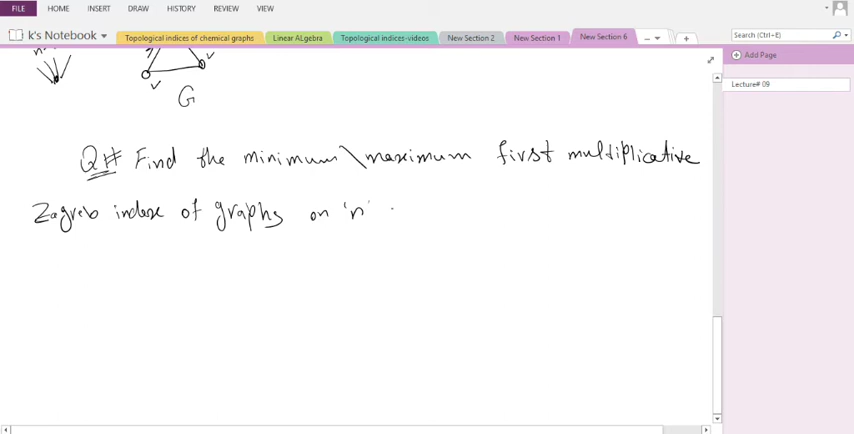 FILE HOME INSERT DRAW HISTORY REVIEW VIEW
k's Notebook Topological indices of chemical graphs Linear ALgebra Topological indices-videos New Section 2 New Section 1 New Section 6 Search (Ctrl+E)
Add Page
Lecture# 09
v
v
G
Q# Find the minimum\maximum first multiplicative
Zagreb index of graphs on 'n'